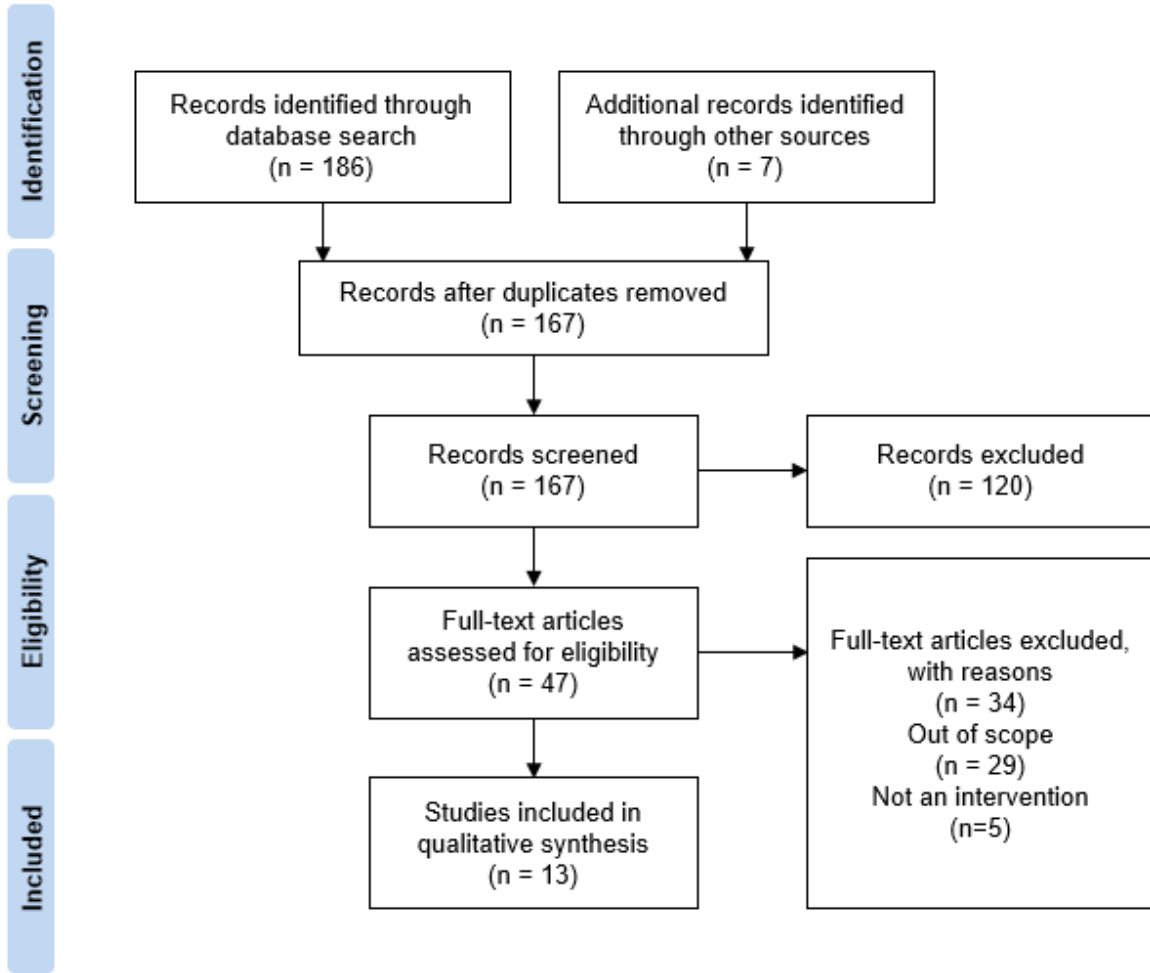 Identification
Records identified through
database search
(n = 186)
Additional records identified
through other sources
(n = 7)
Screening
Records after duplicates removed
(n = 167)
Records screened
(n = 167)
Records excluded
(n = 120)
Eligibility
Full-text articles
assessed for eligibility
(n = 47)
Full-text articles excluded,
with reasons
(n = 34)
Out of scope
(n = 29)
Not an intervention
(n=5)
Included
Studies included in
qualitative synthesis
(n = 13)